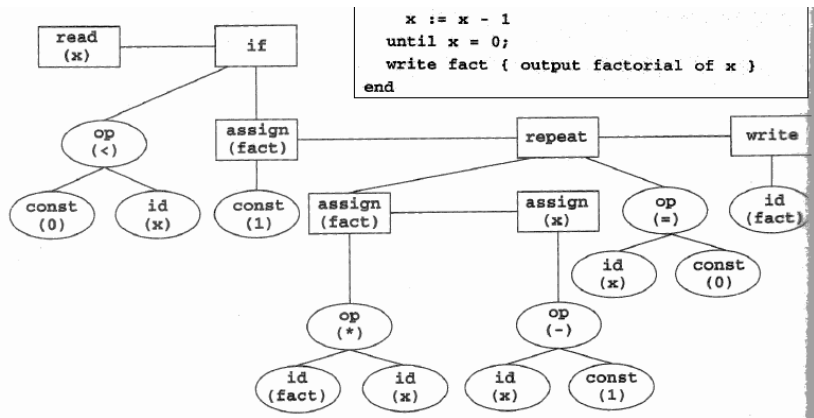 x := x - 1
until x = 0;
write fact { output factorial of x }
end
read
(x)
if
op
(<)
assign
(fact)
repeat
write
const
(0)
id
(x)
const
(1)
assign
(fact)
assign
(x)
op
(=)
id
(fact)
id
(x)
const
(0)
op
(*)
op
(-)
id
(fact)
id
(x)
id
(x)
const
(1)